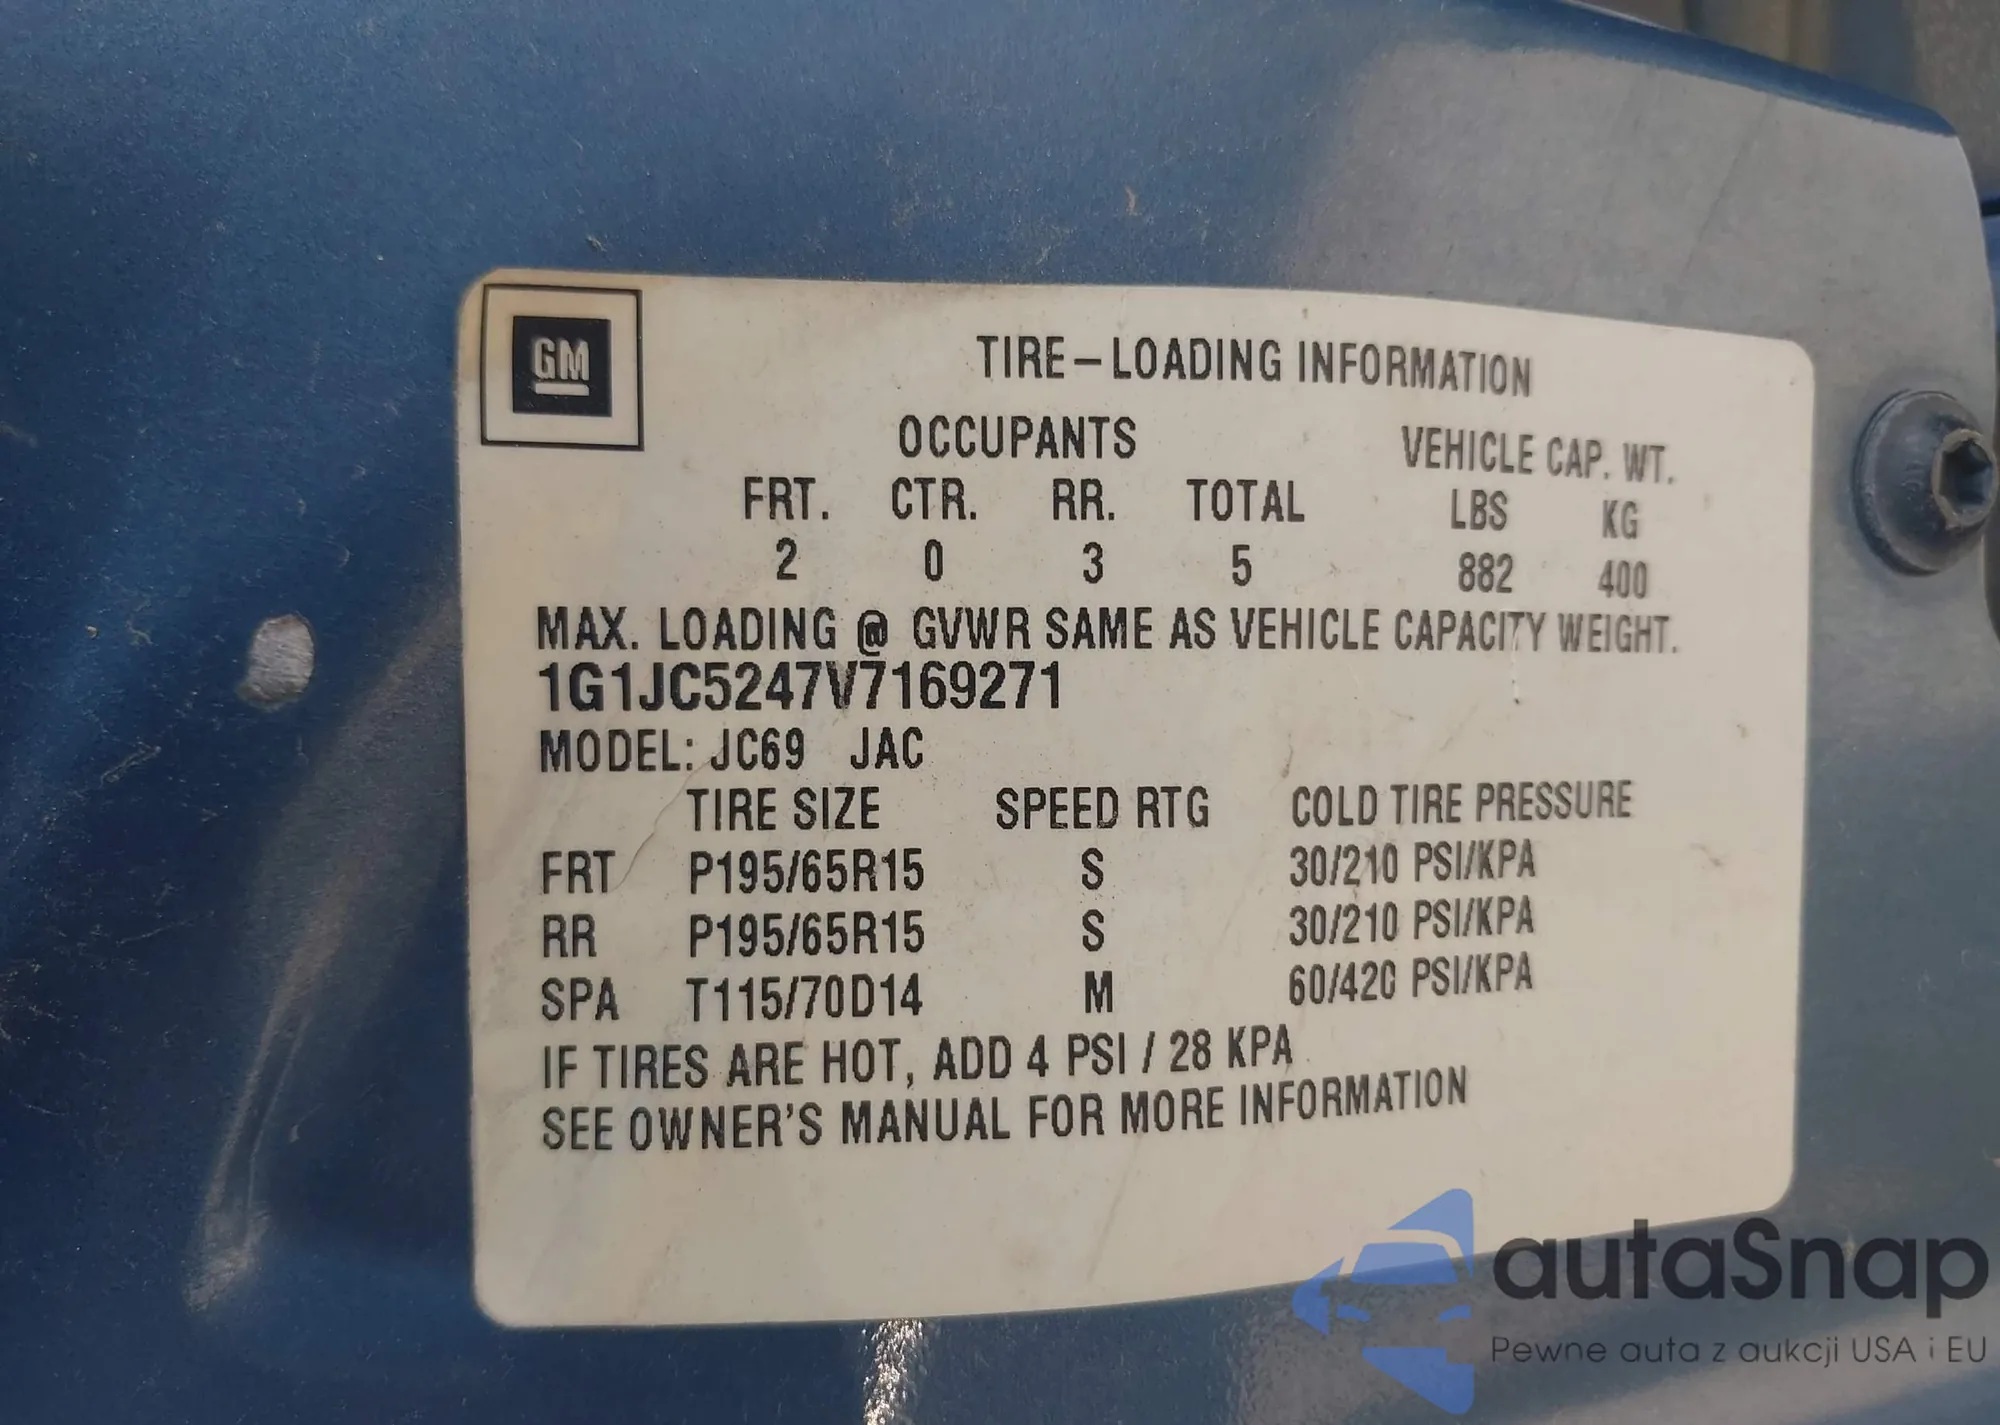 GM
TIRE-LOADING INFORMATION
OCCUPANTS VEHICLE CAP. WT.
FRT. CTR. RR. TOTAL LBS KG
2 0 3 5 882 400
MAX. LOADING @ GVWR SAME AS VEHICLE CAPACITY WEIGHT.
1G1JC5247V7169271
MODEL: JC69 JAC
TIRE SIZE SPEED RTG COLD TIRE PRESSURE
FRT P195/65R15 S 30/210 PSI/KPA
RR P195/65R15 S 30/210 PSI/KPA
SPA T115/70D14 M 60/420 PSI/KPA
IF TIRES ARE HOT, ADD 4 PSI / 28 KPA
SEE OWNER'S MANUAL FOR MORE INFORMATION
autaSnap
Pewne auta z aukcji USA i EU